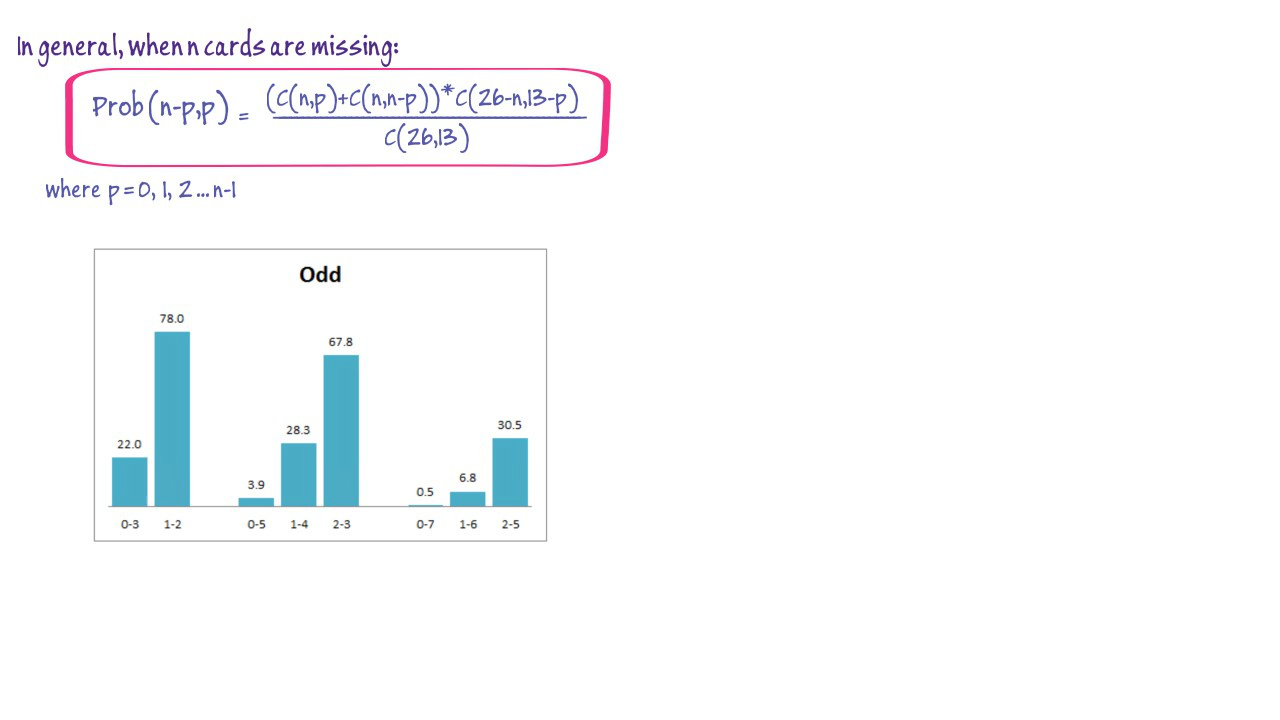 In general, when n cards are missing:
Prob(n-p,p) = (C(n,p)+C(n,n-p))*C(26-n,13-p)
C(26,13)
where p=0, 1, 2...n-1
Odd
78.0
67.8
22.0
28.3
30.5
3.9
6.8
0.5
0-3 1-2 0-5 1-4 2-3 0-7 1-6 2-5